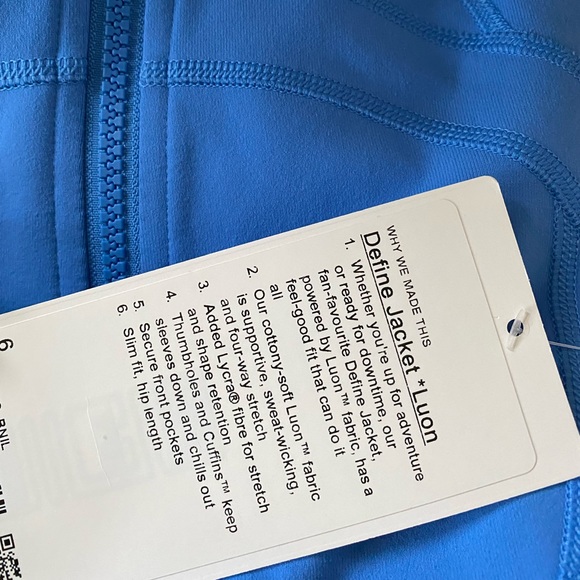 WHY WE MADE THIS
Define Jacket *Luon
1. Whether you're up for adventure
or ready for downtime, our
fan-favourite Define Jacket,
powered by Luon™ fabric, has a
feel-good fit that can do it
all
2. Our cottony-soft Luon™ fabric
is supportive, sweat-wicking,
and four-way stretch
3. Added Lycra® fibre for stretch
and shape retention
4. Thumbholes and Cuffins™ keep
sleeves down and chills out
5. Secure front pockets
6. Slim fit, hip length
6